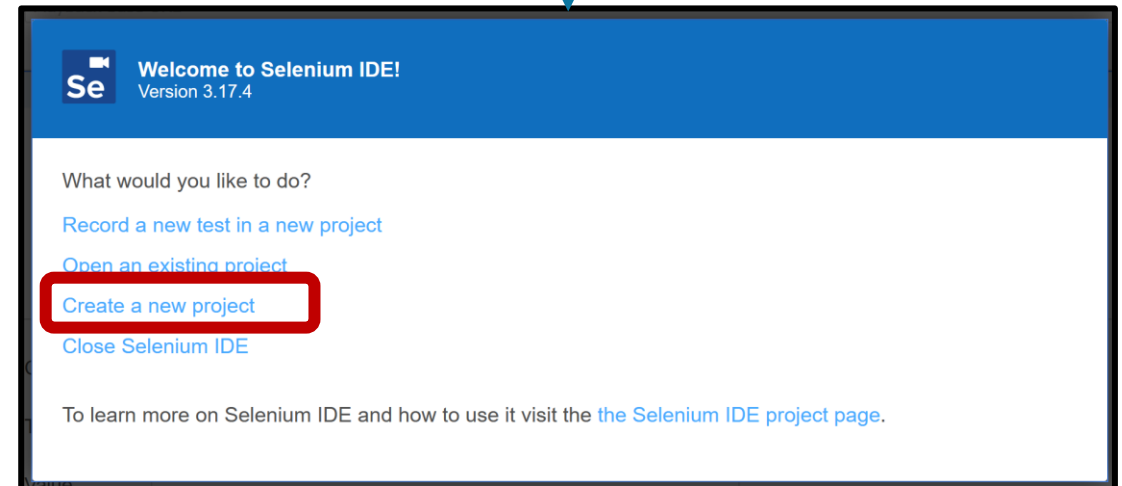 Se
Welcome to Selenium IDE!
Version 3.17.4
What would you like to do?
Record a new test in a new project
Open an existing project
Create a new project
Close Selenium IDE
To learn more on Selenium IDE and how to use it visit the the Selenium IDE project page.